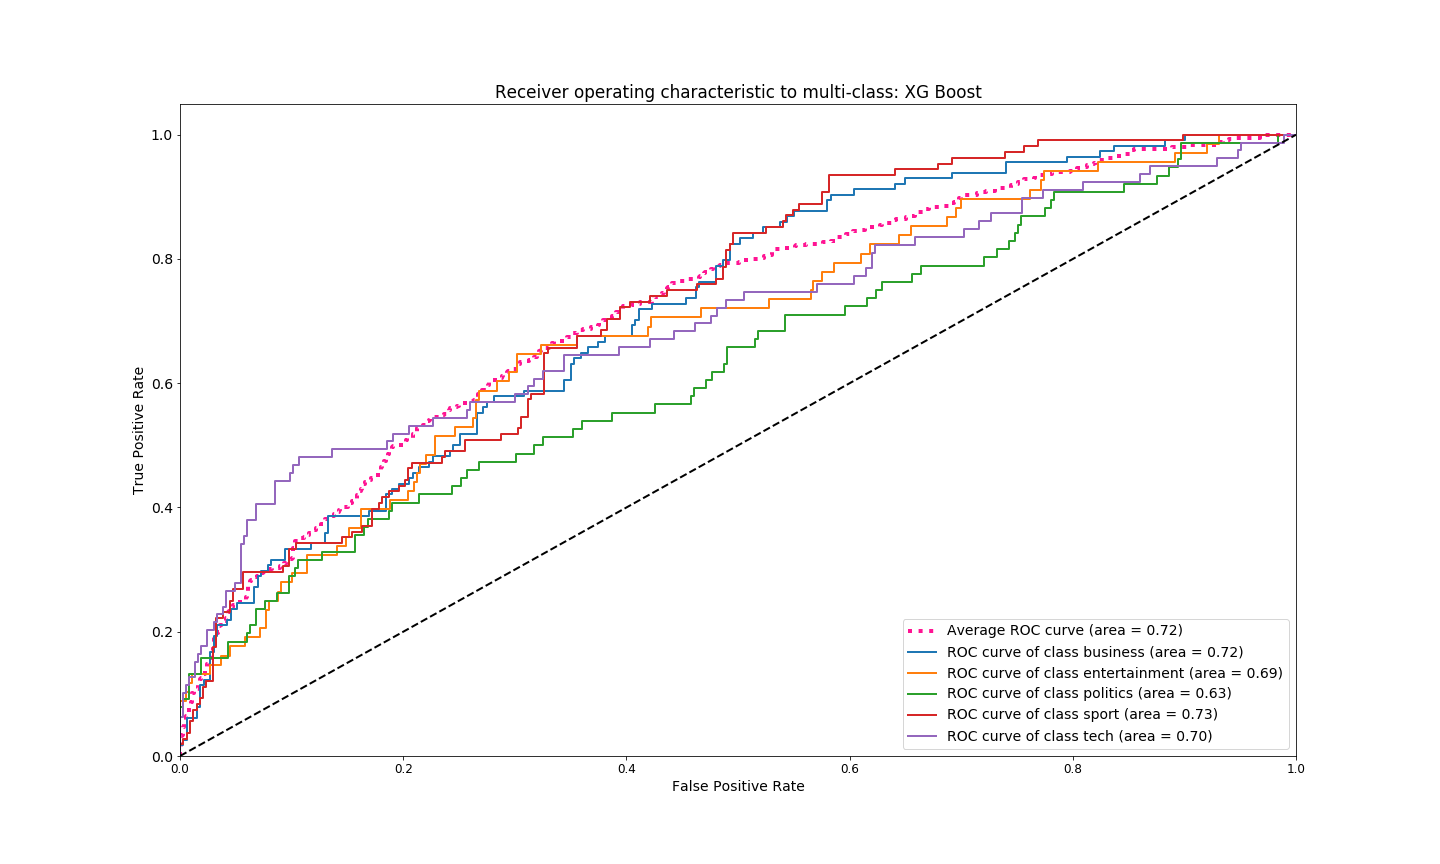 Receiver operating characteristic to multi-class: XG Boost
1.0
0.8
0.6
0.4
0.2
0.0
True Positive Rate
Average ROC curve (area = 0.72)
ROC curve of class business (area = 0.72)
ROC curve of class entertainment (area = 0.69)
ROC curve of class politics (area = 0.63)
ROC curve of class sport (area = 0.73)
ROC curve of class tech (area = 0.70)
0.0 0.2 0.4 0.6 0.8 1.0
False Positive Rate